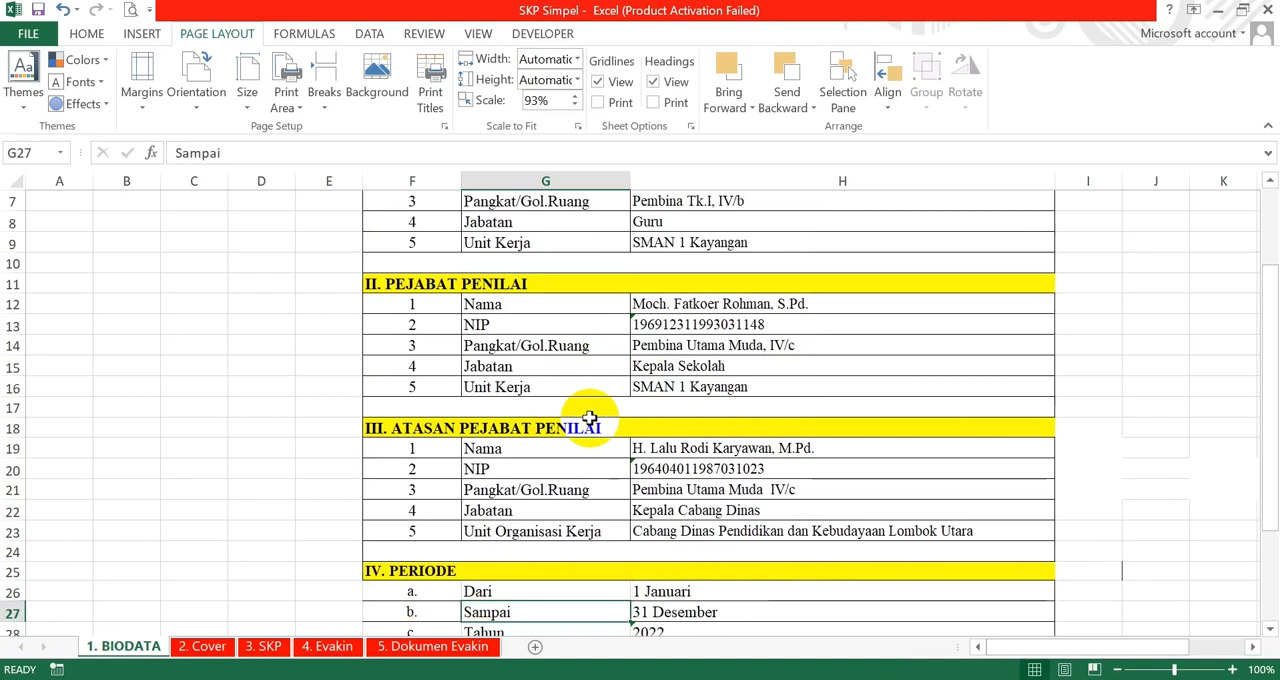 SKP Simpel - Excel (Product Activation Failed)
?
FILE HOME INSERT PAGE LAYOUT FORMULAS DATA REVIEW VIEW DEVELOPER Microsoft account
Aa Themes Colors Fonts Effects
Margins Orientation Size Print Area Breaks Background Print Titles
Width: Automatic
Height: Automatic
Scale: 93%
Gridlines View Print
Headings View Print
Bring Forward Send Backward Selection Pane Align Group Rotate
Themes Page Setup Scale to Fit Sheet Options Arrange
G27 fx Sampai
A B C D E F G H I J K
7 3 Pangkat/Gol.Ruang Pembina Tk.I, IV/b
8 4 Jabatan Guru
9 5 Unit Kerja SMAN 1 Kayangan
10
11 II. PEJABAT PENILAI
12 1 Nama Moch. Fatkoer Rohman, S.Pd.
13 2 NIP 196912311993031148
14 3 Pangkat/Gol.Ruang Pembina Utama Muda, IV/c
15 4 Jabatan Kepala Sekolah
16 5 Unit Kerja SMAN 1 Kayangan
17
18 III. ATASAN PEJABAT PENILAI
19 1 Nama H. Lalu Rodi Karyawan, M.Pd.
20 2 NIP 196404011987031023
21 3 Pangkat/Gol.Ruang Pembina Utama Muda IV/c
22 4 Jabatan Kepala Cabang Dinas
23 5 Unit Organisasi Kerja Cabang Dinas Pendidikan dan Kebudayaan Lombok Utara
24
25 IV. PERIODE
26 a. Dari 1 Januari
27 b. Sampai 31 Desember
28 c. Tahun 2022
1. BIODATA 2. Cover 3. SKP 4. Evakin 5. Dokumen Evakin
READY 100%